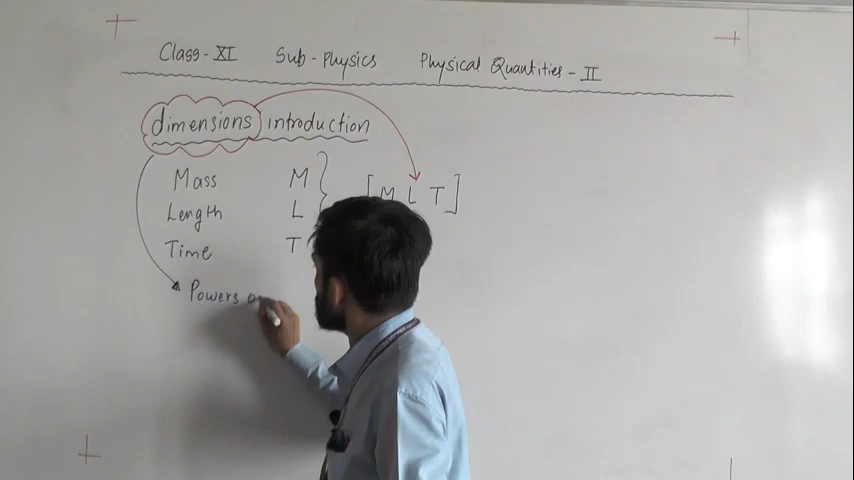 Class-XI Sub-physics Physical Quantities-II
dimensions introduction
Mass M
[M L T]
Length L
Time T
Powers